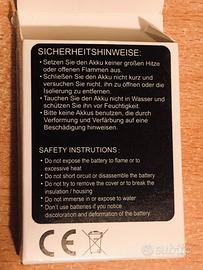 SICHERHEITSHINWEISE:
• Setzen Sie den Akku keiner großen Hitze
oder offenen Flammen aus.
• Schließen Sie den Akku nicht kurz und
versuchen Sie nicht, ihn zu öffnen oder die
Isolierung zu entfernen.
• Tauchen Sie den Akku nicht in Wasser und
schützen Sie ihn vor Feuchtigkeit.
• Bitte keine Akkus benutzen, die durch
Verformung und Verfärbung auf eine
Beschädigung hinweisen.
SAFETY INSTRUTIONS :
• Do not expose the battery to flame or to
excessive heat
• Do not short circuit or disassemble the battery
• Do not try to remove the cover or to break the
insulation / housing
• Do not immerse in or expose to water
• Don't use batteries if you notice
discoloration and deformation of the battery.
CE
subito